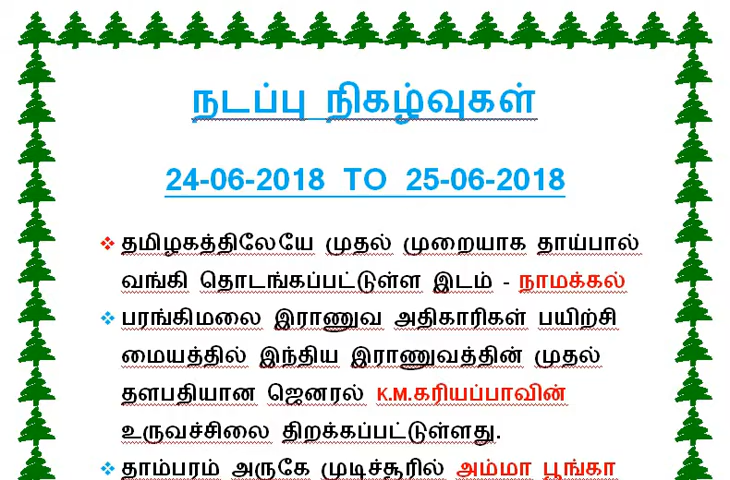 நடப்பு நிகழ்வுகள்
24-06-2018 TO 25-06-2018
தமிழகத்திலேயே முதல் முறையாக தாய்பால்
வங்கி தொடங்கப்பட்டுள்ள இடம் - நாமக்கல்
பரங்கிமலை இராணுவ அதிகாரிகள் பயிற்சி
மையத்தில் இந்திய இராணுவத்தின் முதல்
தளபதியான ஜெனரல் K.M.கரியப்பாவின்
உருவச்சிலை திறக்கப்பட்டுள்ளது.
தாம்பரம் அருகே முடிச்சூரில் அம்மா பூங்கா